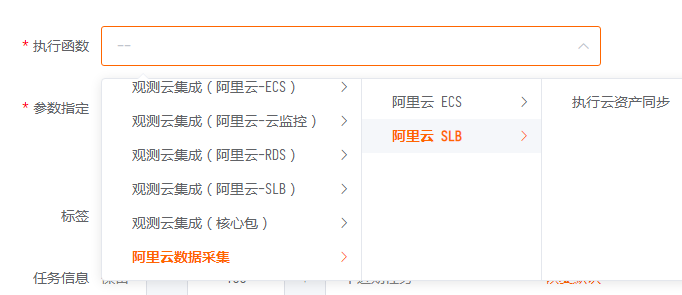 * 执行函数
--
* 参数指定
观测云集成（阿里云-ECS）
观测云集成（阿里云-云监控）
观测云集成（阿里云-RDS）
观测云集成（阿里云-SLB）
观测云集成（核心包）
阿里云数据采集
阿里云 ECS
阿里云 SLB
执行云资产同步
标签
任务信息